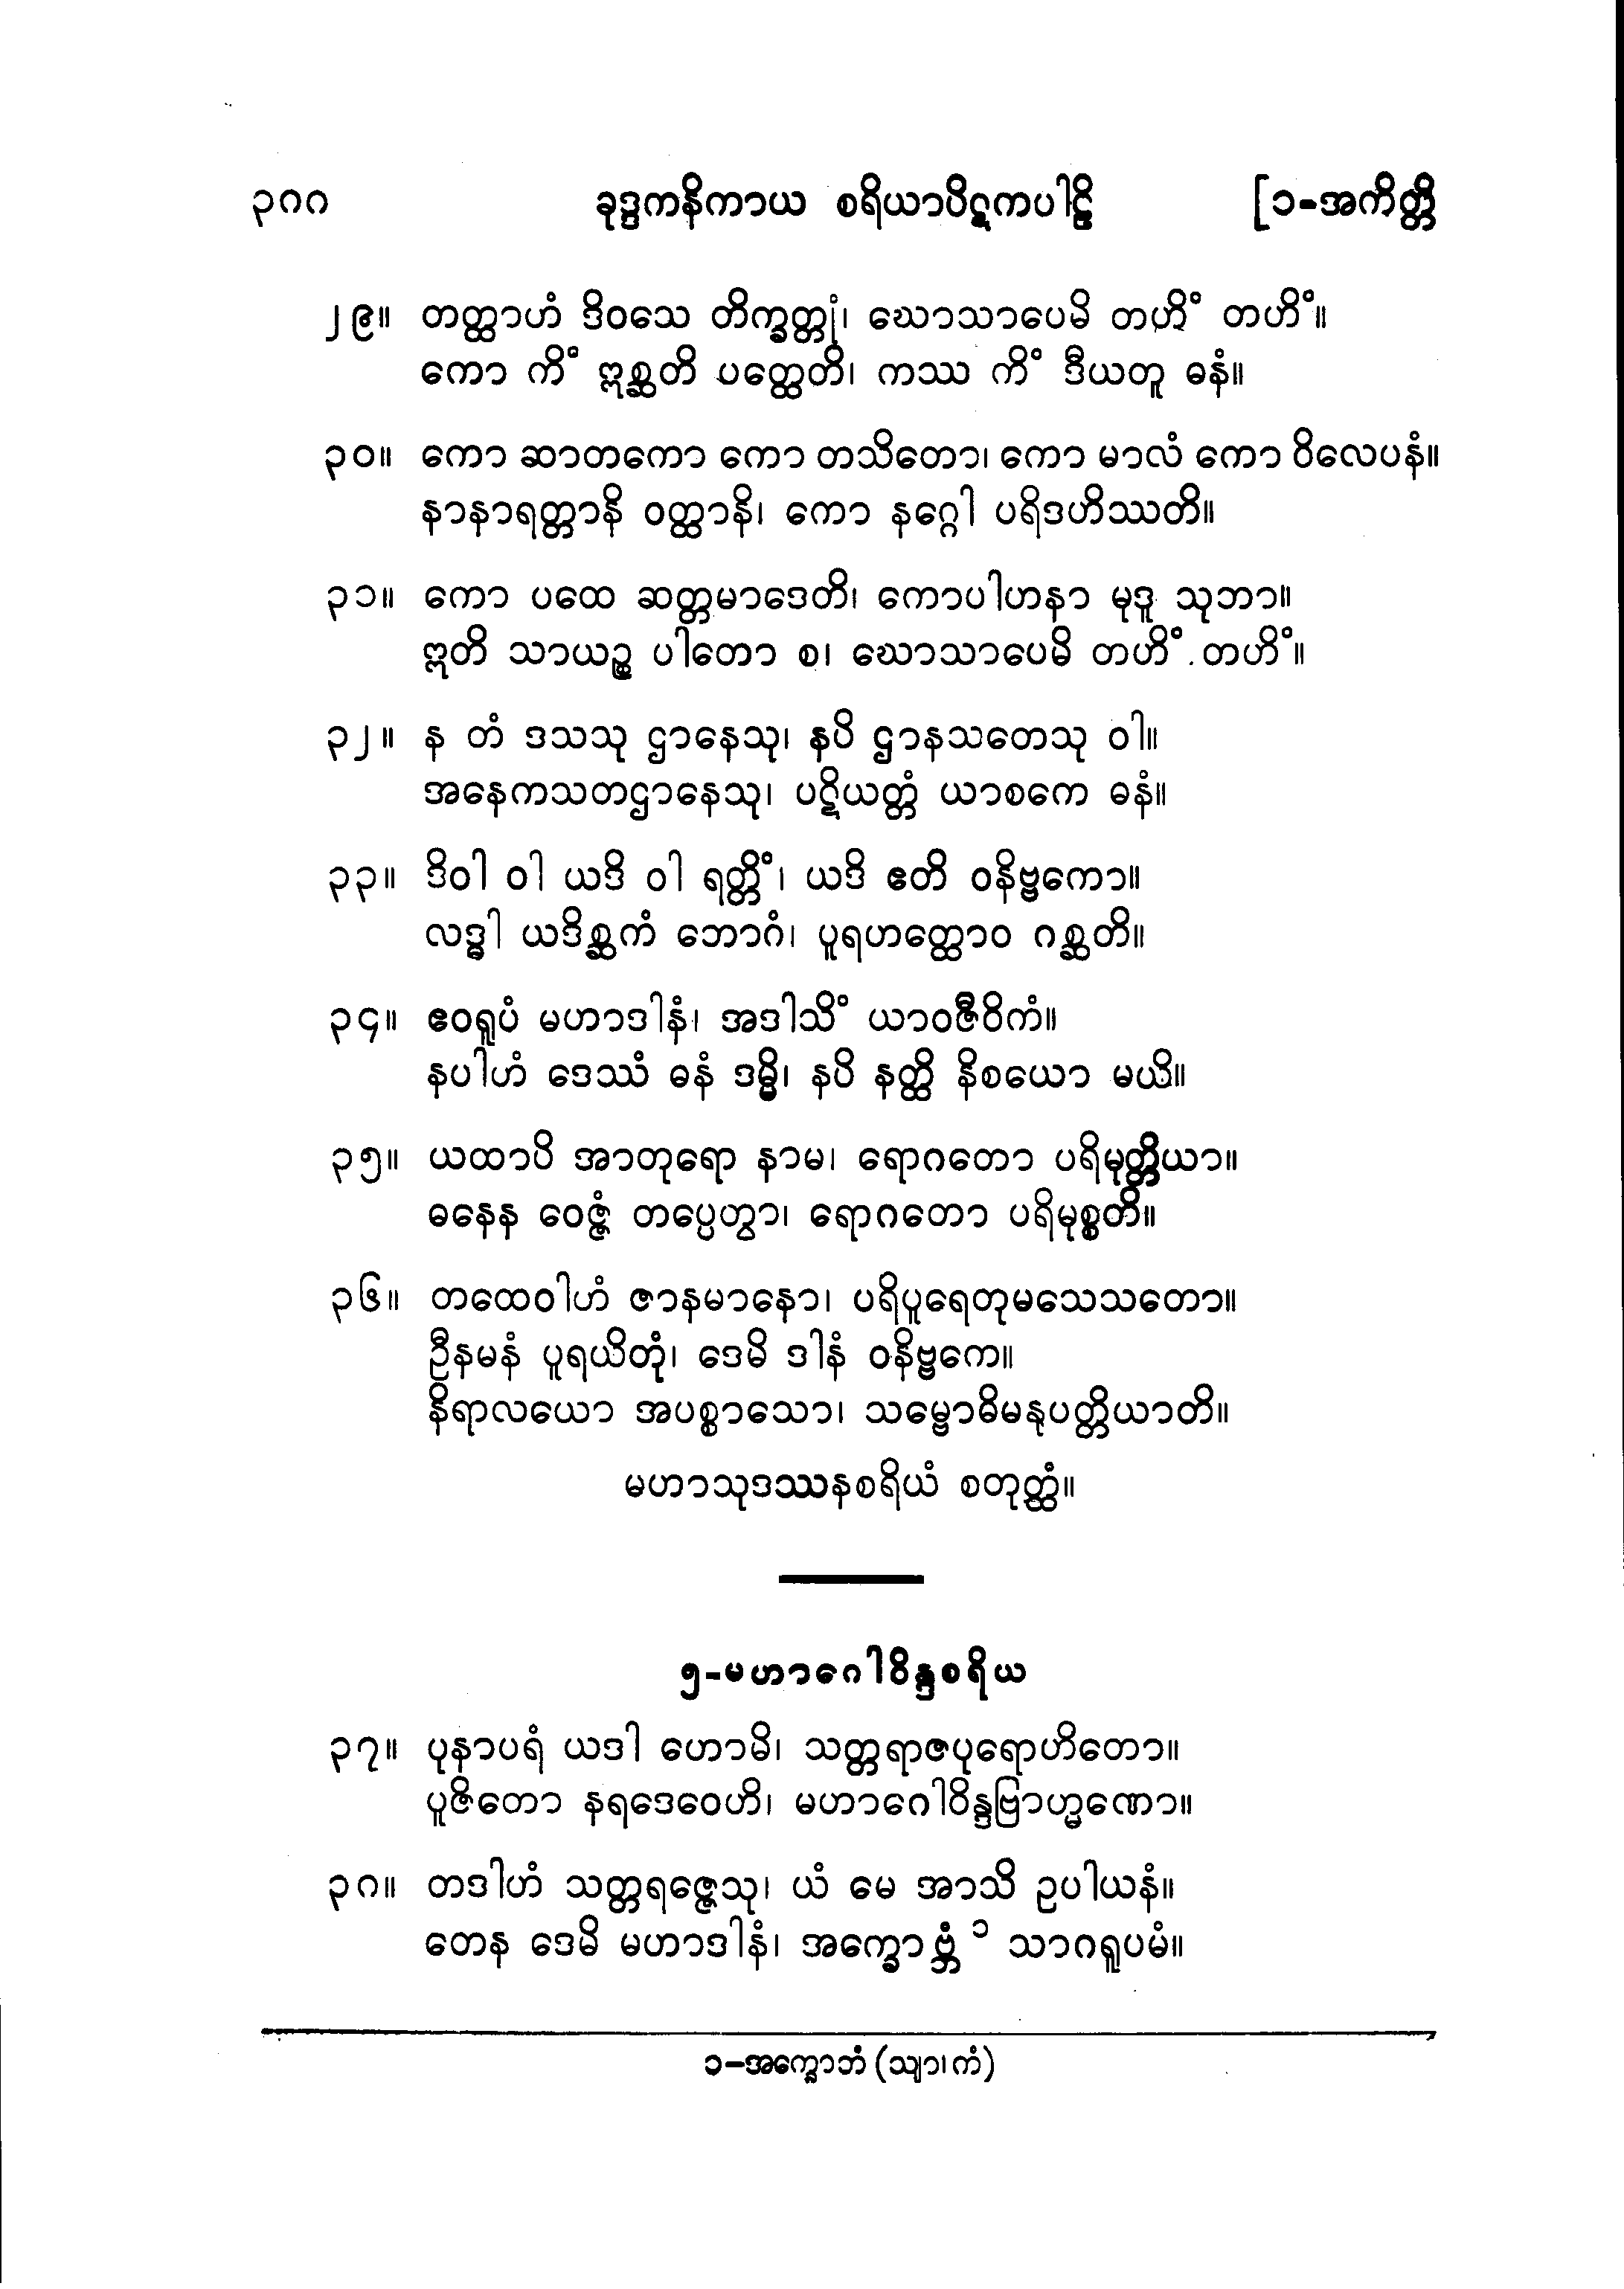 ၃၈၈ ခုဒ္ဒကနိကာယ စရိယာပိဋကပါဠိ [၁-အကိတ္တိ
၂၉။ တတ္ထာဟံ ဒိဝသေ တိက္ခတ္တုံ၊ ဃောသာပေမိ တဟိံ တဟိံ။
ကော ကိံ ဣစ္ဆတိ ပတ္ထေတိ၊ ကဿ ကိံ ဒီယတူ ဓနံ။
၃၀။ ကော ဆာတကော ကော တသိတော၊ ကော မာလံ ကော ဝိလေပနံ။
နာနာရတ္တာနိ ဝတ္ထာနိ၊ ကော နဂ္ဂေါ ပရိဒဟိဿတိ။
၃၁။ ကော ပထေ ဆတ္တမာဒေတိ၊ ကောပါဟနာ မုဒူ သုဘာ။
ဣတိ သာယဉ္စ ပါတော စ၊ ဃောသာပေမိ တဟိံ တဟိံ။
၃၂။ န တံ ဒသသု ဌာနေသု၊ နပိ ဌာနသတေသု ဝါ။
အနေကသတဌာနေသု၊ ပဋိယတ္တံ ယာစကေ ဓနံ။
၃၃။ ဒိဝါ ဝါ ယဒိ ဝါ ရတ္တိံ၊ ယဒိ ဧတိ ဝနိဗ္ဗကော။
လဒ္ဓါ ယဒိစ္ဆကံ ဘောဂံ၊ ပူရဟတ္ထောဝ ဂစ္ဆတိ။
၃၄။ ဧဝရူပံ မဟာဒါနံ၊ အဒါသိံ ယာဝဇီဝိကံ။
နပါဟံ ဒေဿံ ဓနံ ဒမ္မိ၊ နပိ နတ္ထိ နိစယော မယိ။
၃၅။ ယထာပိ အာတုရော နာမ၊ ရောဂတော ပရိမုတ္တိယာ။
ဓနေန ဝေဇ္ဇံ တပ္ပေတွာ၊ ရောဂတော ပရိမုစ္စတိ။
၃၆။ တထေဝါဟံ ဇာနမာနော၊ ပရိပူရေတုမသေသတော။
ဦနမနံ ပူရယိတုံ၊ ဒေမိ ဒါနံ ဝနိဗ္ဗကေ။
နိရာလယော အပစ္စာသော၊ သမ္ဗောဓိမနုပတ္တိယာတိ။
မဟာသုဒဿနစရိယံ စတုတ္ထံ။
၅-မဟာဂေါဝိန္ဒစရိယ
၃၇။ ပုနာပရံ ယဒါ ဟောမိ၊ သတ္တရာဇပုရောဟိတော။
ပူဇိတော နရဒေဝေဟိ၊ မဟာဂေါဝိန္ဒဗြာဟ္မဏော။
၃၈။ တဒါဟံ သတ္တရဇ္ဇေသု၊ ယံ မေ အာသိ ဥပါယနံ။
တေန ဒေမိ မဟာဒါနံ၊ အက္ခောဗ္ဘံ ၁ သာဂရူပမံ။
၁-အက္ခောဘံ (သျာ၊ ကံ)